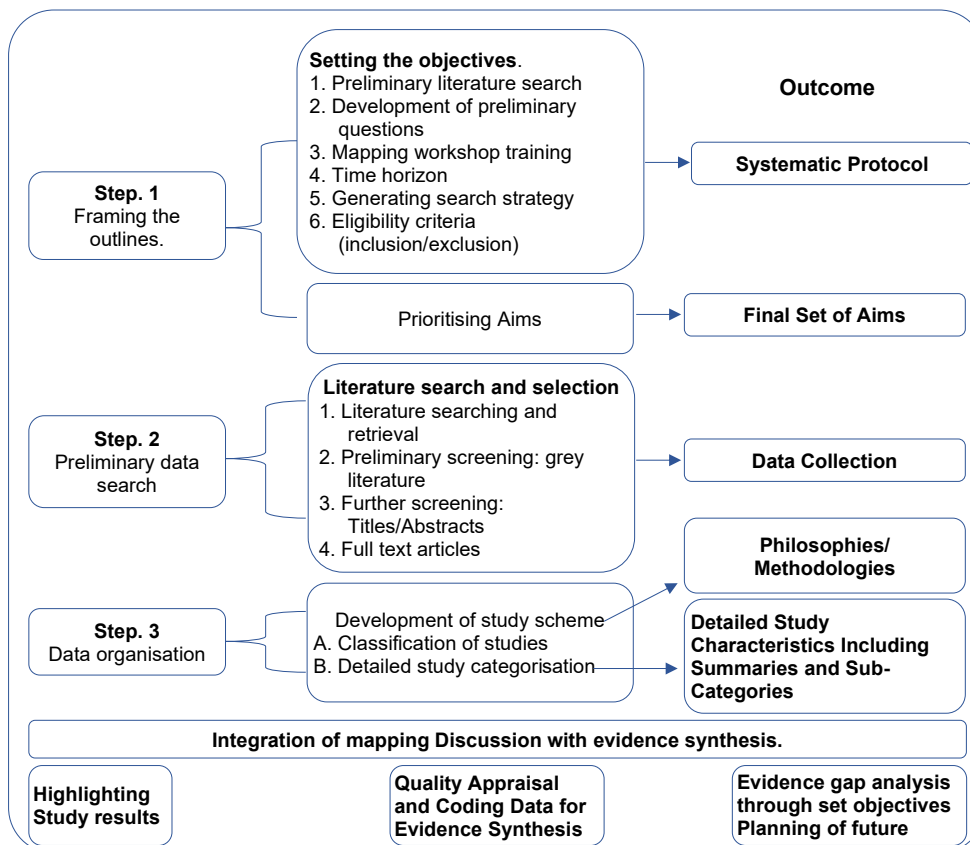 Setting the objectives.
1. Preliminary literature search
2. Development of preliminary
questions
3. Mapping workshop training
4. Time horizon
5. Generating search strategy
6. Eligibility criteria
(inclusion/exclusion)
Outcome
Systematic Protocol
Step. 1
Framing the
outlines.
Prioritising Aims
Final Set of Aims
Literature search and selection
1. Literature searching and
retrieval
2. Preliminary screening: grey
literature
3. Further screening:
Titles/Abstracts
4. Full text articles
Step. 2
Preliminary data
search
Data Collection
Philosophies/
Methodologies
Step. 3
Data organisation
Development of study scheme
A. Classification of studies
B. Detailed study categorisation
Detailed Study
Characteristics Including
Summaries and Sub-
Categories
Integration of mapping Discussion with evidence synthesis.
Highlighting
Study results
Quality Appraisal
and Coding Data for
Evidence Synthesis
Evidence gap analysis
through set objectives
Planning of future